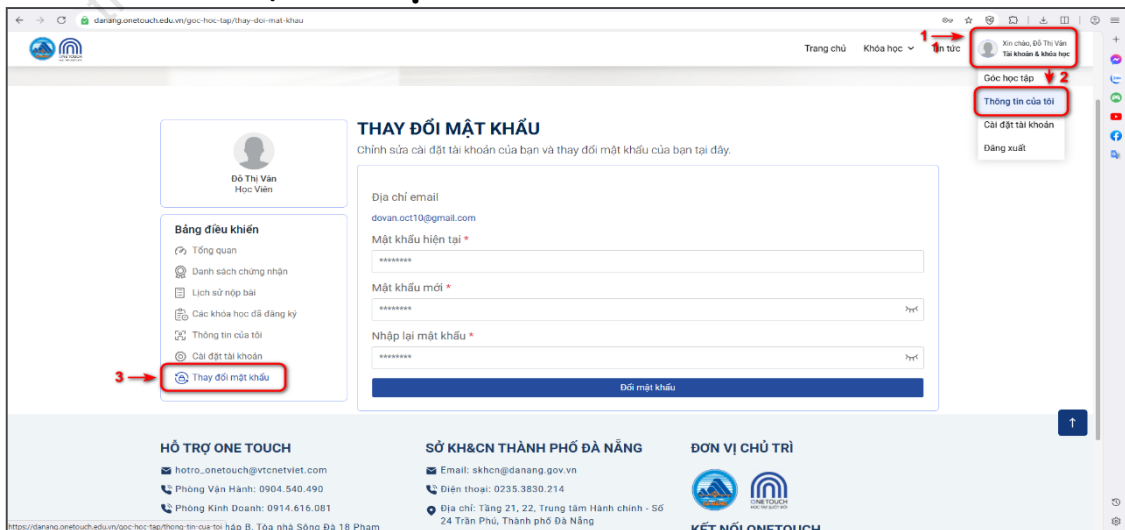 danang.onetouch.edu.vn/goc-hoc-tap/thay-doi-mat-khau
ONE TOUCH
Trang chủ Khóa học Tin tức
1
1
Xin chào, Đỗ Thị Vân
Tài khoản & khóa học
2
Góc học tập
Thông tin của tôi
Cài đặt tài khoản
Đăng xuất
Đỗ Thị Vân
Học Viên
Bảng điều khiển
Tổng quan
Danh sách chứng nhận
Lịch sử nộp bài
Các khóa học đã đăng ký
Thông tin của tôi
Cài đặt tài khoản
3
Thay đổi mật khẩu
THAY ĐỔI MẬT KHẨU
Chỉnh sửa cài đặt tài khoản của bạn và thay đổi mật khẩu của bạn tại đây.
Địa chỉ email
dovan.oct10@gmail.com
Mật khẩu hiện tại *
********
Mật khẩu mới *
********
Nhập lại mật khẩu *
********
Đổi mật khẩu
HỖ TRỢ ONE TOUCH
hotro_onetouch@vtcnetviet.com
Phòng Vận Hành: 0904.540.490
Phòng Kinh Doanh: 0914.616.081
B, Tòa nhà Sông Đà 18 Phạm
SỞ KH&CN THÀNH PHỐ ĐÀ NẴNG
Email: skhcn@danang.gov.vn
Điện thoại: 0235.3830.214
Địa chỉ: Tầng 21, 22, Trung tâm Hành chính - Số
24 Trần Phú, Thành phố Đà Nẵng
ĐƠN VỊ CHỦ TRÌ
ONETOUCH
KẾT NỐI ONETOUCH
https://danang.onetouch.edu.vn/goc-hoc-tap/thong-tin-cua-toi